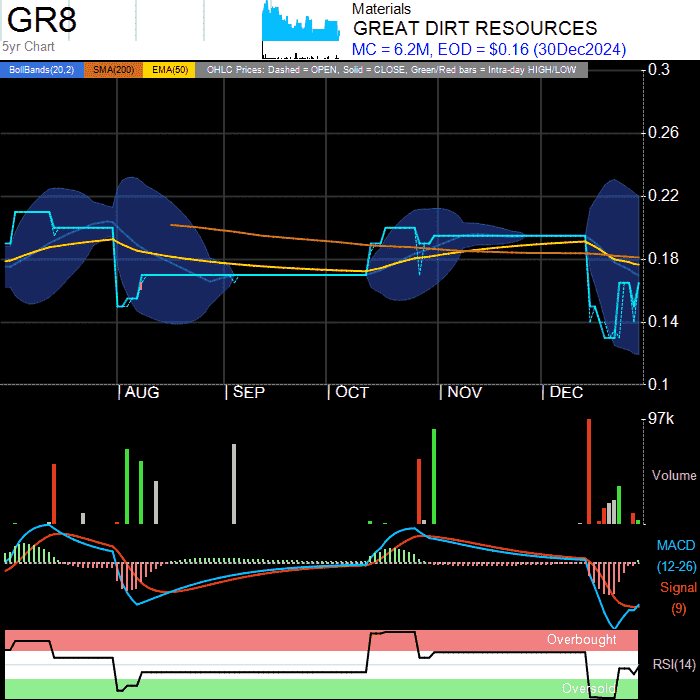 GR8
5yr Chart
Materials
GREAT DIRT RESOURCES
MC = 6.2M, EOD = $0.16 (30Dec2024)
BollBands(20,2) SMA(200) EMA(50) OHLC Prices: Dashed = OPEN, Solid = CLOSE, Green/Red bars = Intra-day HIGH/LOW
0.3
0.26
0.22
0.18
0.14
0.1
AUG SEP OCT NOV DEC
97k
Volume
MACD
(12-26)
Signal
(9)
Overbought
RSI(14)
Oversold